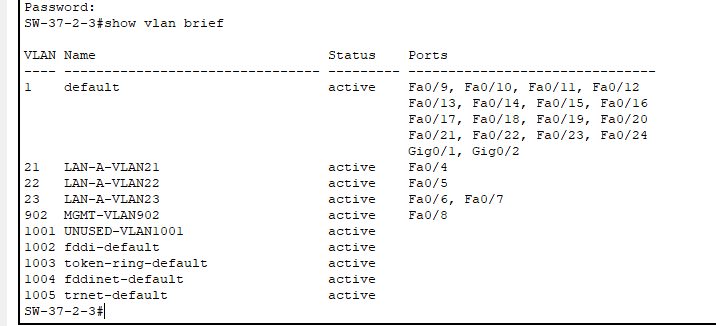 Password:
SW-37-2-3#show vlan brief
VLAN Name                             Status    Ports
---- -------------------------------- --------- -------------------------------
1    default                          active    Fa0/9, Fa0/10, Fa0/11, Fa0/12
                                                Fa0/13, Fa0/14, Fa0/15, Fa0/16
                                                Fa0/17, Fa0/18, Fa0/19, Fa0/20
                                                Fa0/21, Fa0/22, Fa0/23, Fa0/24
                                                Gig0/1, Gig0/2
21   LAN-A-VLAN21                     active    Fa0/4
22   LAN-A-VLAN22                     active    Fa0/5
23   LAN-A-VLAN23                     active    Fa0/6, Fa0/7
902  MGMT-VLAN902                     active    Fa0/8
1001 UNUSED-VLAN1001                  active
1002 fddi-default                     active
1003 token-ring-default               active
1004 fddinet-default                  active
1005 trnet-default                    active
SW-37-2-3#